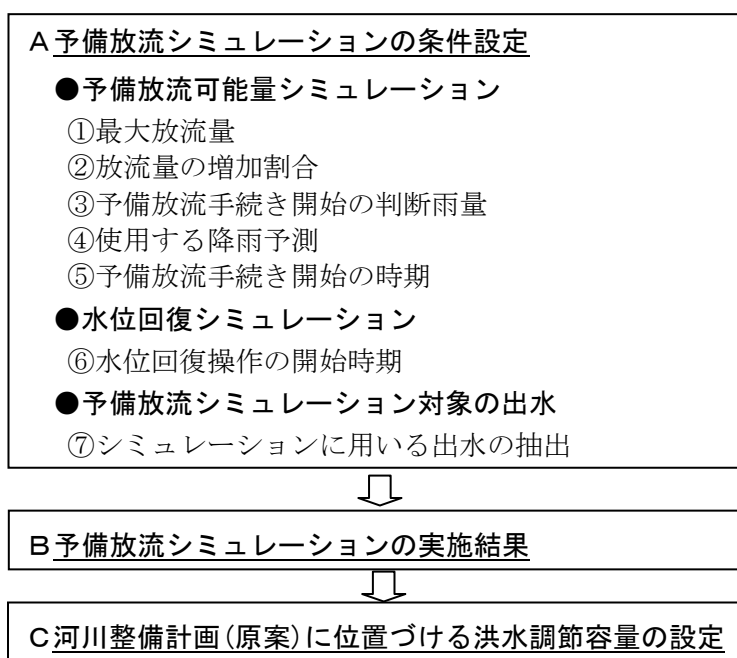 A予備放流シミュレーションの条件設定
●予備放流可能量シミュレーション
①最大放流量
②放流量の増加割合
③予備放流手続き開始の判断雨量
④使用する降雨予測
⑤予備放流手続き開始の時期
●水位回復シミュレーション
⑥水位回復操作の開始時期
●予備放流シミュレーション対象の出水
⑦シミュレーションに用いる出水の抽出
B予備放流シミュレーションの実施結果
C河川整備計画(原案)に位置づける洪水調節容量の設定